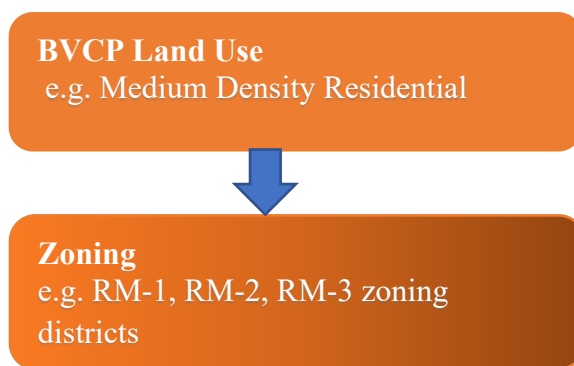 BVCP Land Use
e.g. Medium Density Residential
Zoning
e.g. RM-1, RM-2, RM-3 zoning
districts